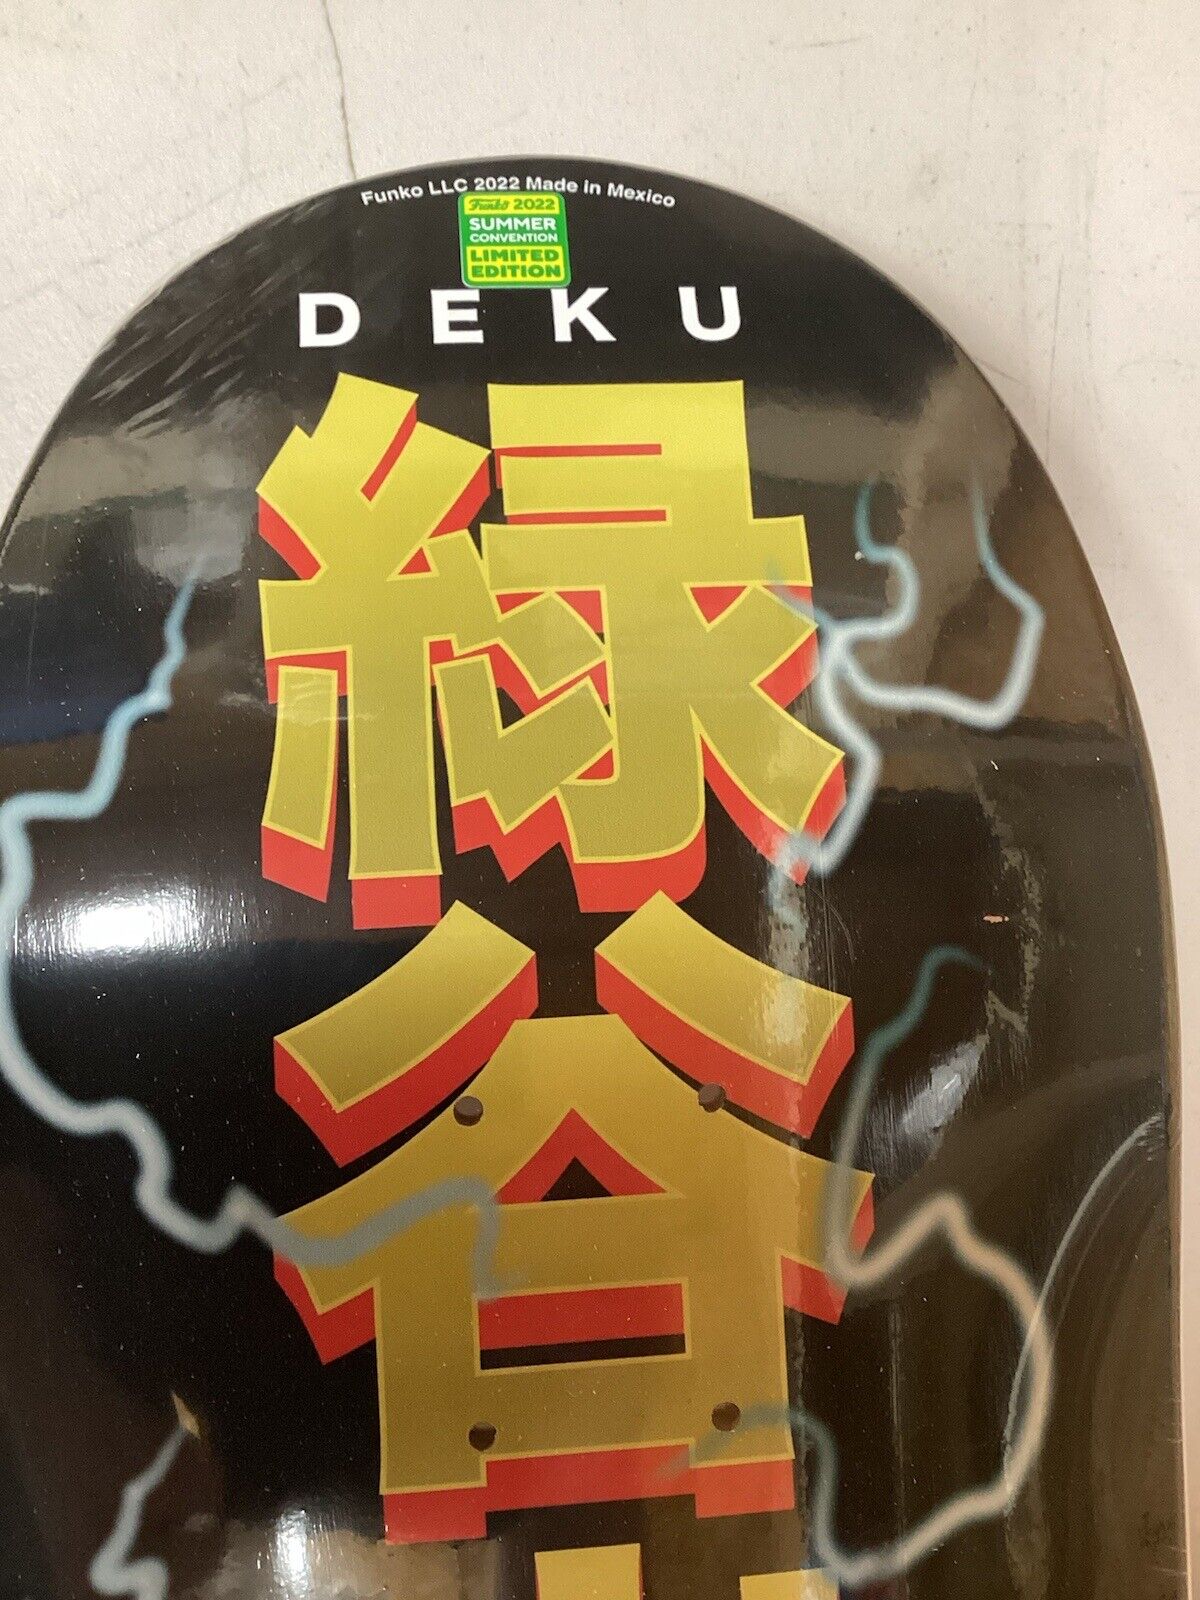 Funko LLC 2022 Made in Mexico
Funko 2022
SUMMER
CONVENTION
LIMITED
EDITION
DEKU
緑
谷